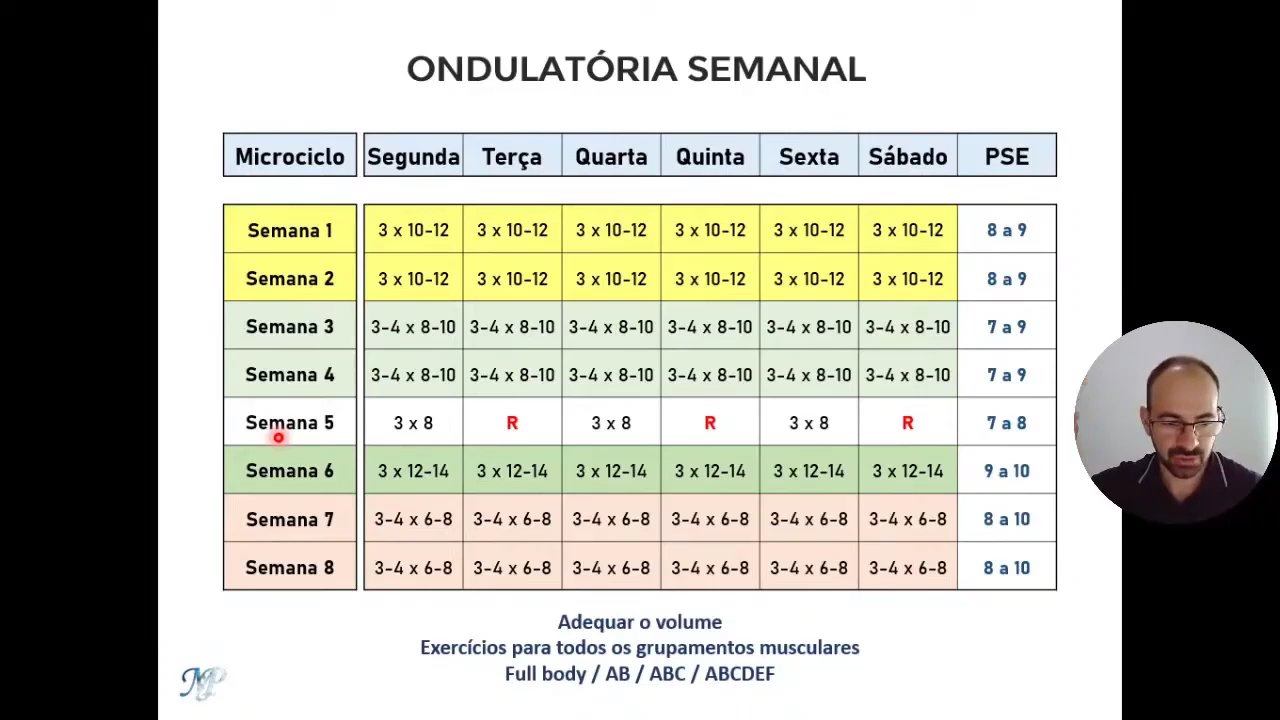 ONDULATÓRIA SEMANAL
Microciclo Segunda Terça Quarta Quinta Sexta Sábado PSE
Semana 1 3 x 10-12 3 x 10-12 3 x 10-12 3 x 10-12 3 x 10-12 3 x 10-12 8 a 9
Semana 2 3 x 10-12 3 x 10-12 3 x 10-12 3 x 10-12 3 x 10-12 3 x 10-12 8 a 9
Semana 3 3-4 x 8-10 3-4 x 8-10 3-4 x 8-10 3-4 x 8-10 3-4 x 8-10 3-4 x 8-10 7 a 9
Semana 4 3-4 x 8-10 3-4 x 8-10 3-4 x 8-10 3-4 x 8-10 3-4 x 8-10 3-4 x 8-10 7 a 9
Semana 5 3 x 8 R 3 x 8 R 3 x 8 R 7 a 8
Semana 6 3 x 12-14 3 x 12-14 3 x 12-14 3 x 12-14 3 x 12-14 3 x 12-14 9 a 10
Semana 7 3-4 x 6-8 3-4 x 6-8 3-4 x 6-8 3-4 x 6-8 3-4 x 6-8 3-4 x 6-8 8 a 10
Semana 8 3-4 x 6-8 3-4 x 6-8 3-4 x 6-8 3-4 x 6-8 3-4 x 6-8 3-4 x 6-8 8 a 10
Adequar o volume
Exercícios para todos os grupamentos musculares
Full body / AB / ABC / ABCDEF
MP